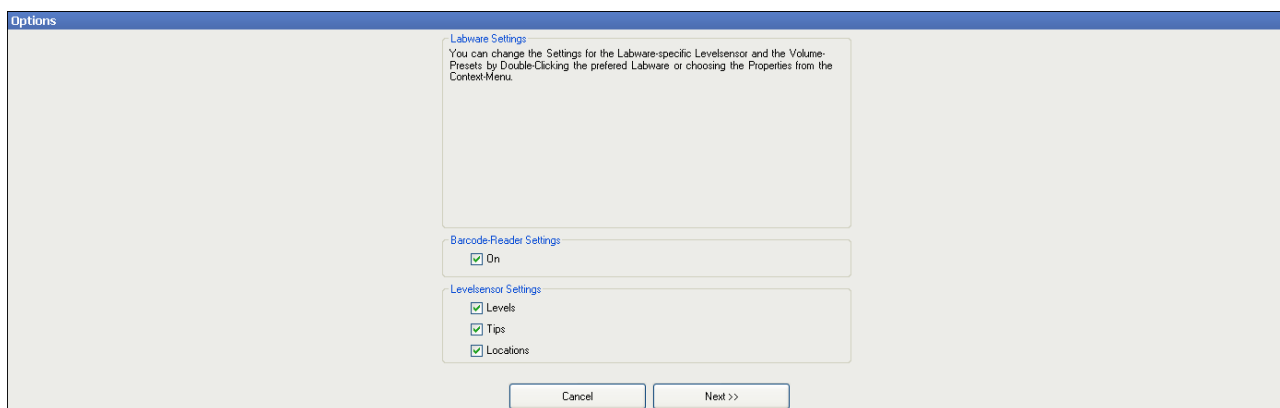 Options
Labware Settings
You can change the Settings for the Labware-specific Levelsensor and the Volume-
Presets by Double-Clicking the prefered Labware or choosing the Properties from the
Context-Menu.
Barcode-Reader Settings
On
Levelsensor Settings
Levels
Tips
Locations
Cancel
Next >>